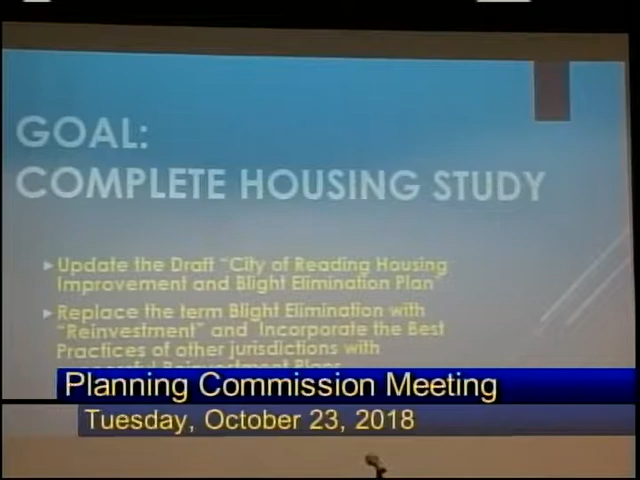 GOAL:
COMPLETE HOUSING STUDY
Update the Draft "City of Reading Housing
Improvement and Blight Elimination Plan"
Replace the term Blight Elimination with
"Reinvestment" and Incorporate the Best
Practices of other jurisdictions with
Planning Commission Meeting
Tuesday, October 23, 2018